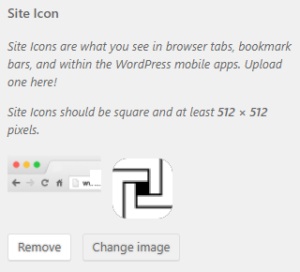 Site Icon
Site Icons are what you see in browser tabs, bookmark
bars, and within the WordPress mobile apps. Upload
one here!
Site Icons should be square and at least 512 × 512
pixels.
Remove
Change image